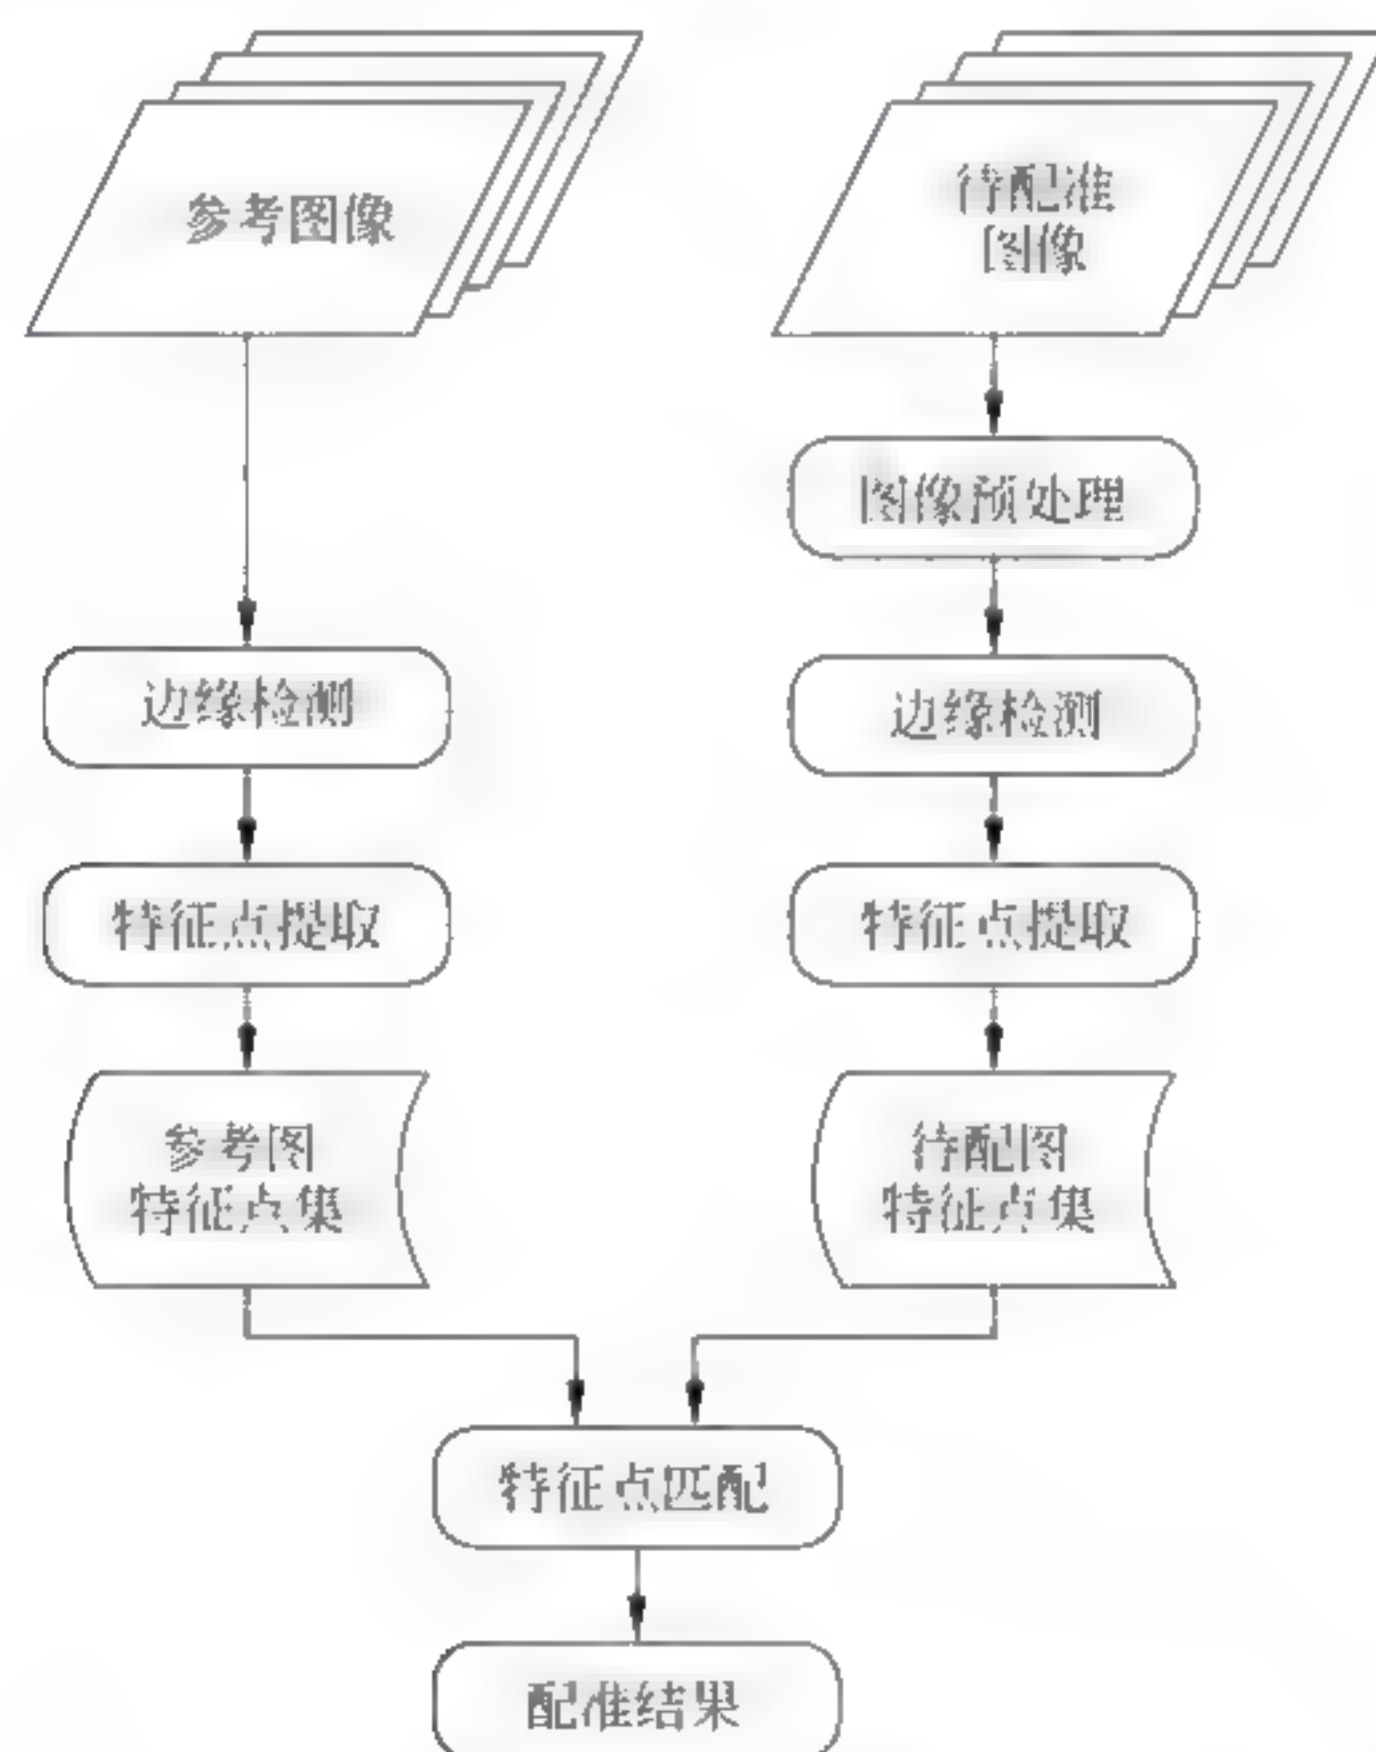 参考图像
待配准
图像
图像预处理
边缘检测
边缘检测
特征点提取
特征点提取
参考图
特征点集
待配图
特征点集
特征点匹配
配准结果